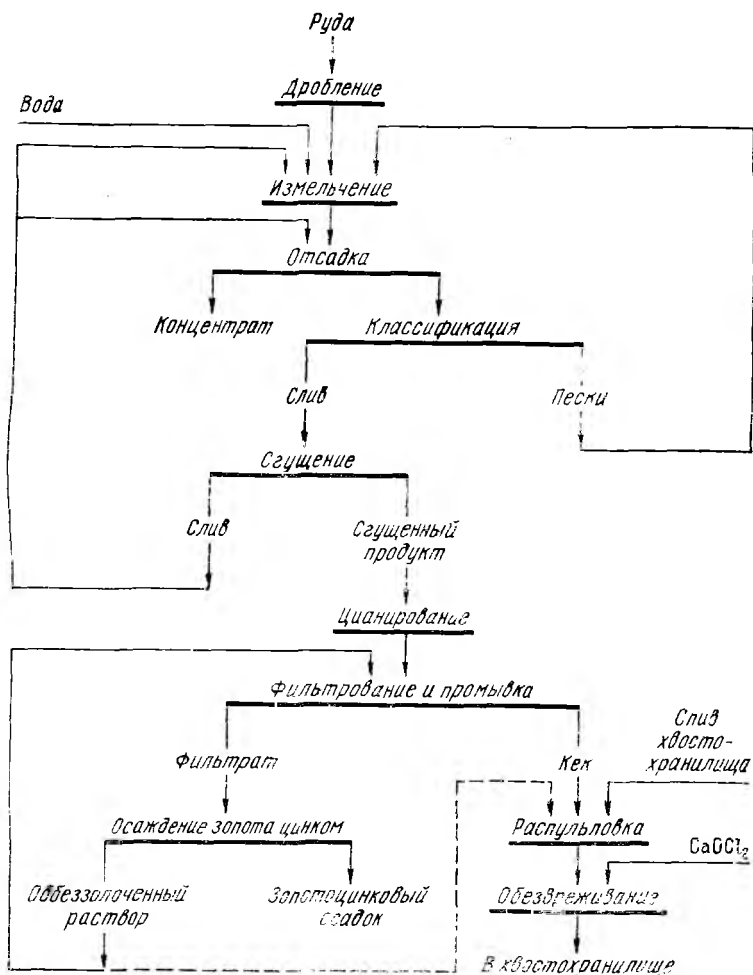 Руда
Дробление
Вода
Измельчение
Отсадка
Концентрат
Классификация
Слив
Пески
Сгущение
Слив
Сгущенный
продукт
Цианирование
Фильтрование и промывка
Слив
хвосто-
хранилища
Фильтрат
Кек
Осаждение золота цинком
Распульповка
CaOCl₂
Обеззолоченный
раствор
Золотоцинковый
осадок
Обезвреживание
В хвостохранилище